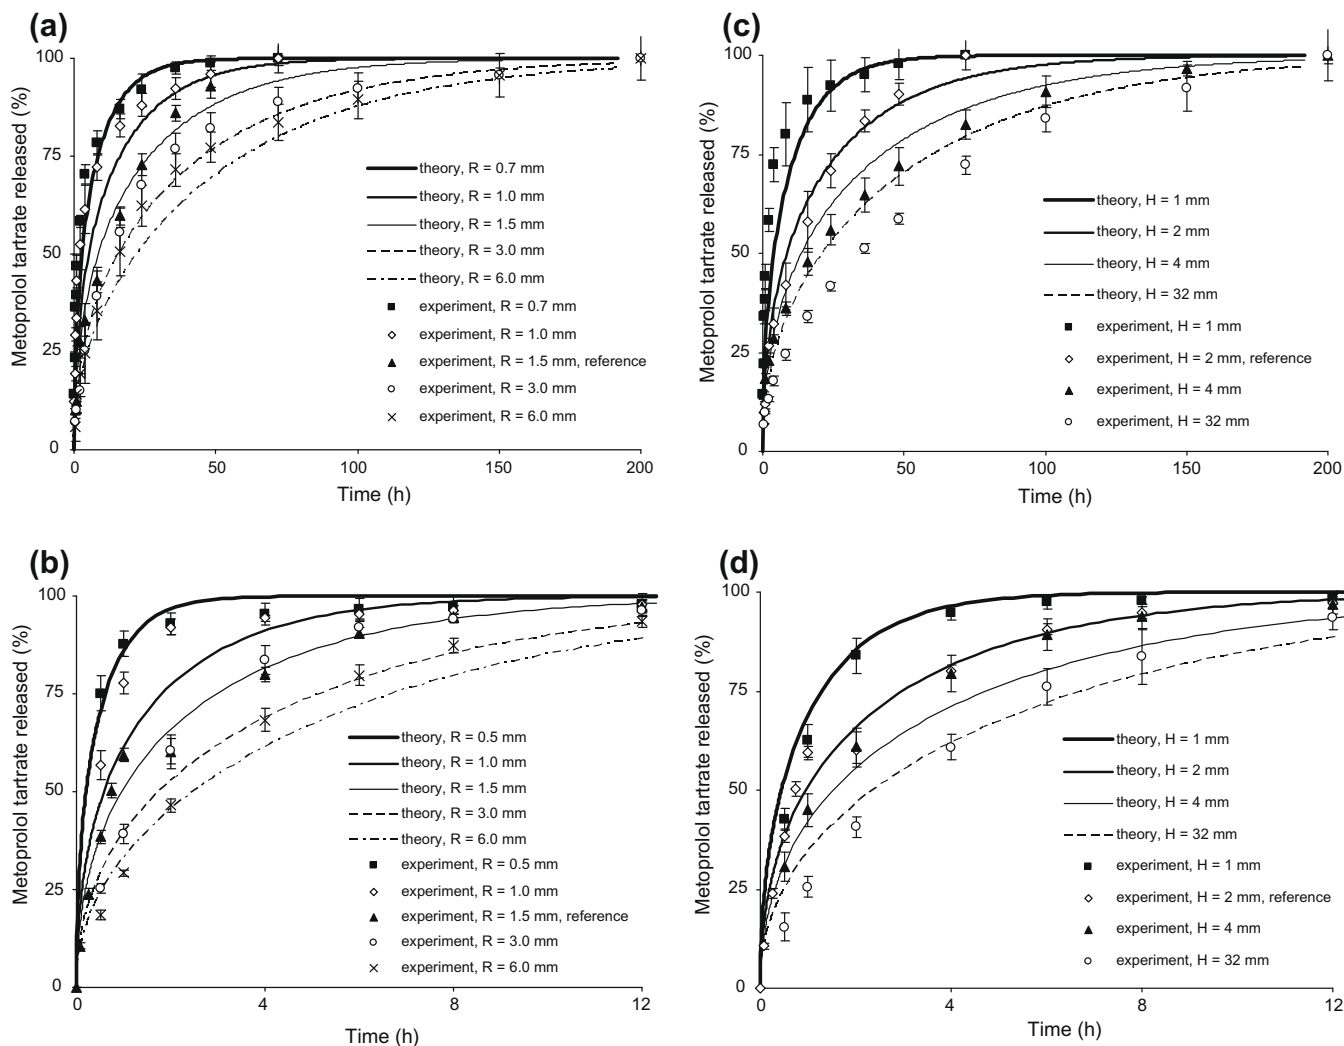 (a)
Metoprolol tartrate released (%)
100
75
50
25
0
theory, R = 0.7 mm
theory, R = 1.0 mm
theory, R = 1.5 mm
theory, R = 3.0 mm
theory, R = 6.0 mm
experiment, R = 0.7 mm
experiment, R = 1.0 mm
experiment, R = 1.5 mm, reference
experiment, R = 3.0 mm
experiment, R = 6.0 mm
0 50 100 150 200
Time (h)
(c)
Metoprolol tartrate released (%)
100
75
50
25
0
theory, H = 1 mm
theory, H = 2 mm
theory, H = 4 mm
theory, H = 32 mm
experiment, H = 1 mm
experiment, H = 2 mm, reference
experiment, H = 4 mm
experiment, H = 32 mm
0 50 100 150 200
Time (h)
(b)
Metoprolol tartrate released (%)
100
75
50
25
0
theory, R = 0.5 mm
theory, R = 1.0 mm
theory, R = 1.5 mm
theory, R = 3.0 mm
theory, R = 6.0 mm
experiment, R = 0.5 mm
experiment, R = 1.0 mm
experiment, R = 1.5 mm, reference
experiment, R = 3.0 mm
experiment, R = 6.0 mm
0 4 8 12
Time (h)
(d)
Metoprolol tartrate released (%)
100
75
50
25
0
theory, H = 1 mm
theory, H = 2 mm
theory, H = 4 mm
theory, H = 32 mm
experiment, H = 1 mm
experiment, H = 2 mm, reference
experiment, H = 4 mm
experiment, H = 32 mm
0 4 8 12
Time (h)